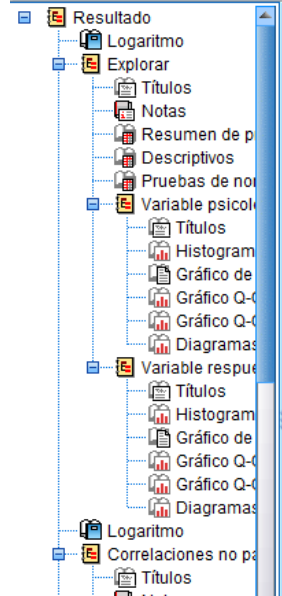 Resultado
Logaritmo
Explorar
Títulos
Notas
Resumen de p
Descriptivos
Pruebas de nor
Variable psicol
Títulos
Histogram
Gráfico de
Gráfico Q-
Gráfico Q-
Diagramas
Variable respue
Títulos
Histogram
Gráfico de
Gráfico Q-
Gráfico Q-
Diagramas
Logaritmo
Correlaciones no pa
Títulos